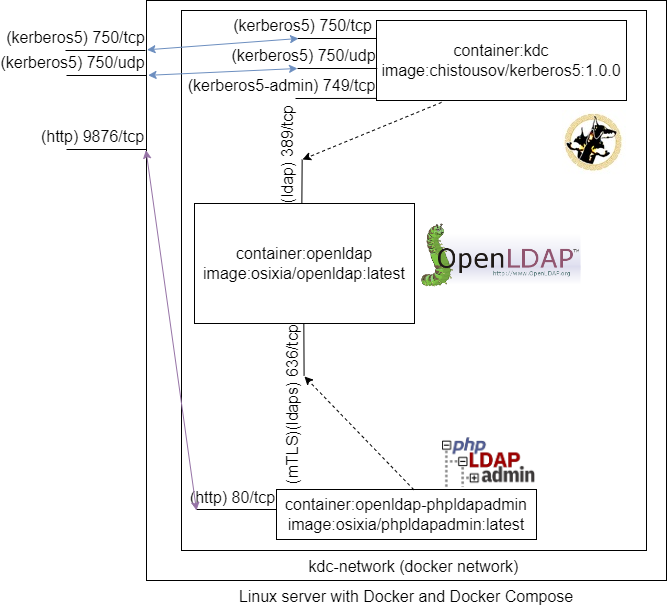 (kerberos5) 750/tcp
(kerberos5) 750/udp
(http) 9876/tcp
(kerberos5) 750/tcp
(kerberos5) 750/udp
(kerberos5-admin) 749/tcp
container:kdc
image:chistousov/kerberos5:1.0.0
(ldap) 389/tcp
container:openldap
image:osixia/openldap:latest
OpenLDAP™
http://www.OpenLDAP.org
(mTLS)(ldaps) 636/tcp
php
LDAP
admin
(http) 80/tcp
container:openldap-phpldapadmin
image:osixia/phpldapadmin:latest
kdc-network (docker network)
Linux server with Docker and Docker Compose